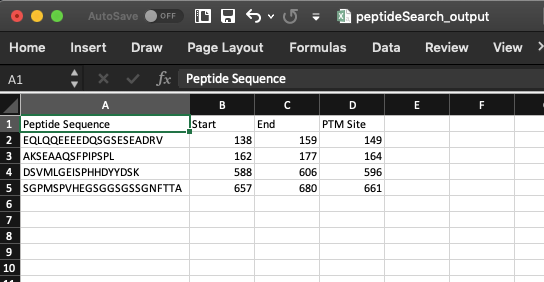 AutoSave OFF peptideSearch_output
Home Insert Draw Page Layout Formulas Data Review View
A1 fx Peptide Sequence
A B C D E F
1 Peptide Sequence Start End PTM Site
2 EQLQQEEEEDQSGSESEADRV 138 159 149
3 AKSEAAQSFPIPSPL 162 177 164
4 DSVMLGEISPHHDYYDSK 588 606 596
5 SGPMSPVHEGSGGSGSSGNFTTA 657 680 661
6
7
8
9
10